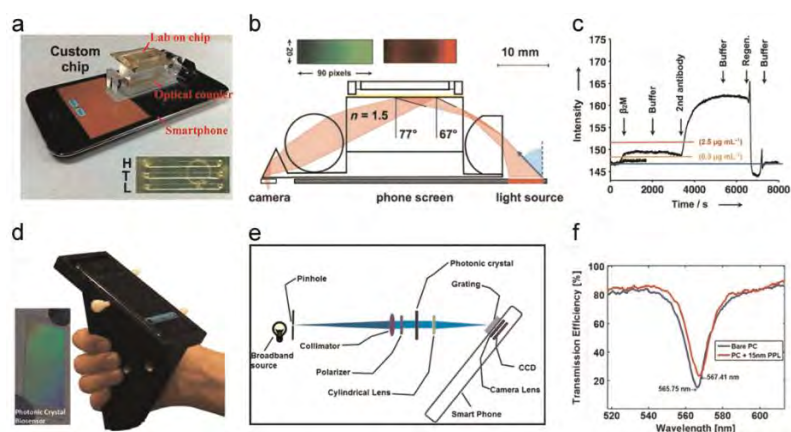 a
Lab on chip
Custom
chip
Optical coupler
Smartphone
H
T
L
b
20
90 pixels
10 mm
n = 1.5
77°
67°
camera
phone screen
light source
c
Intensity
175
170
165
160
155
150
145
β2M
Buffer
2nd antibody
Buffer
Regen.
Buffer
(2.5 μg mL⁻¹)
(0.3 μg mL⁻¹)
0 2000 4000 6000 8000
Time / s
d
Photonic Crystal
Biosensor
e
Photonic crystal
Pinhole
Grating
Broadband
source
Collimator
Polarizer
Cylindrical Lens
CCD
Camera Lens
Smart Phone
f
Transmission Efficiency [%]
100
80
60
40
20
Bare PC
PC + 15nm PPL
567.41 nm
565.75 nm
520 540 560 580 600
Wavelength [nm]